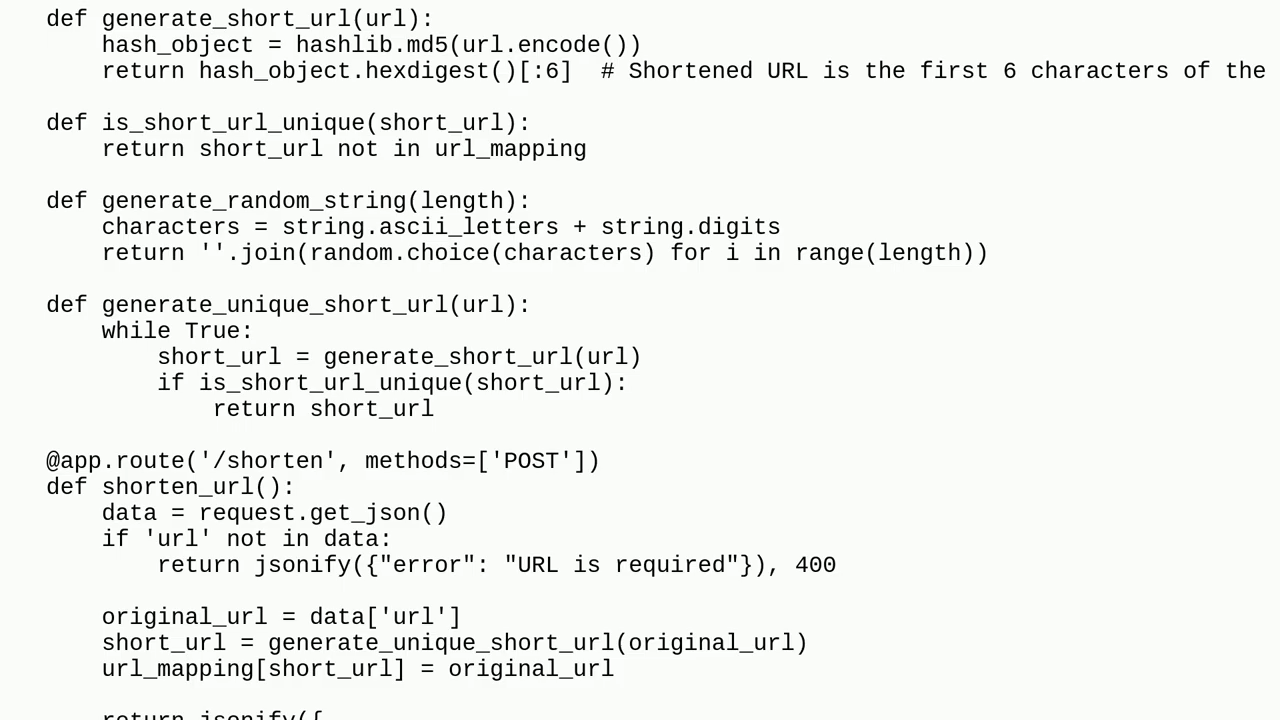 def generate_short_url(url):
    hash_object = hashlib.md5(url.encode())
    return hash_object.hexdigest()[:6]  # Shortened URL is the first 6 characters of the

def is_short_url_unique(short_url):
    return short_url not in url_mapping

def generate_random_string(length):
    characters = string.ascii_letters + string.digits
    return ''.join(random.choice(characters) for i in range(length))

def generate_unique_short_url(url):
    while True:
        short_url = generate_short_url(url)
        if is_short_url_unique(short_url):
            return short_url

@app.route('/shorten', methods=['POST'])
def shorten_url():
    data = request.get_json()
    if 'url' not in data:
        return jsonify({"error": "URL is required"}), 400

    original_url = data['url']
    short_url = generate_unique_short_url(original_url)
    url_mapping[short_url] = original_url

    return jsonify({